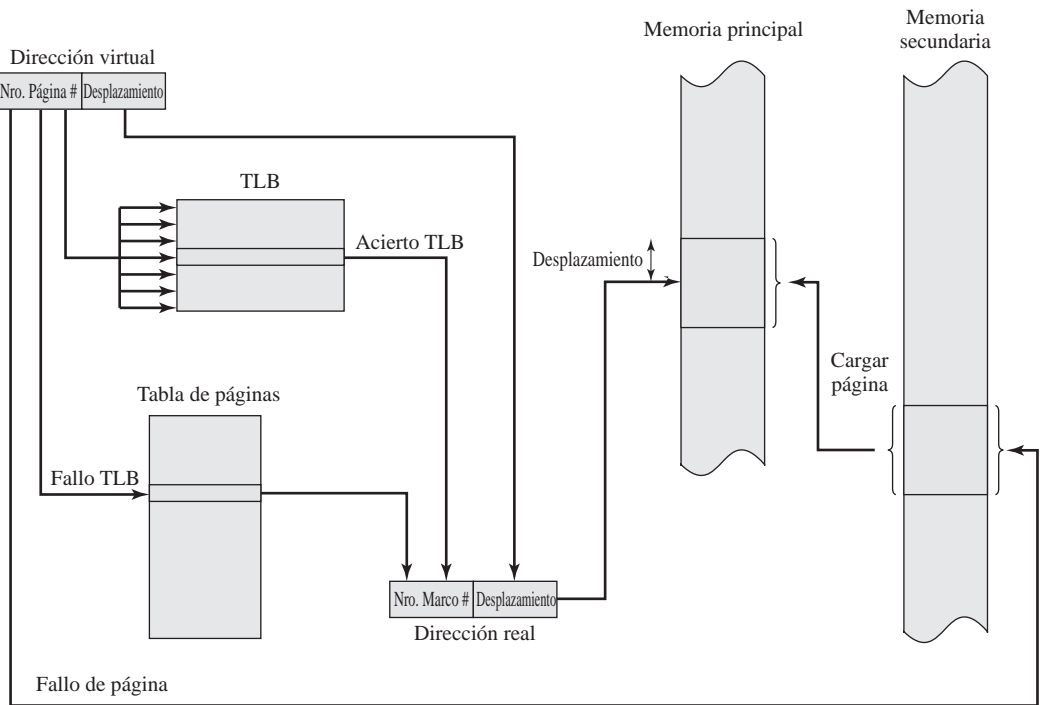 Memoria principal
Memoria
secundaria
Dirección virtual
Nro. Página # Desplazamiento
TLB
Acierto TLB
Desplazamiento
Cargar
página
Tabla de páginas
Fallo TLB
Nro. Marco # Desplazamiento
Dirección real
Fallo de página